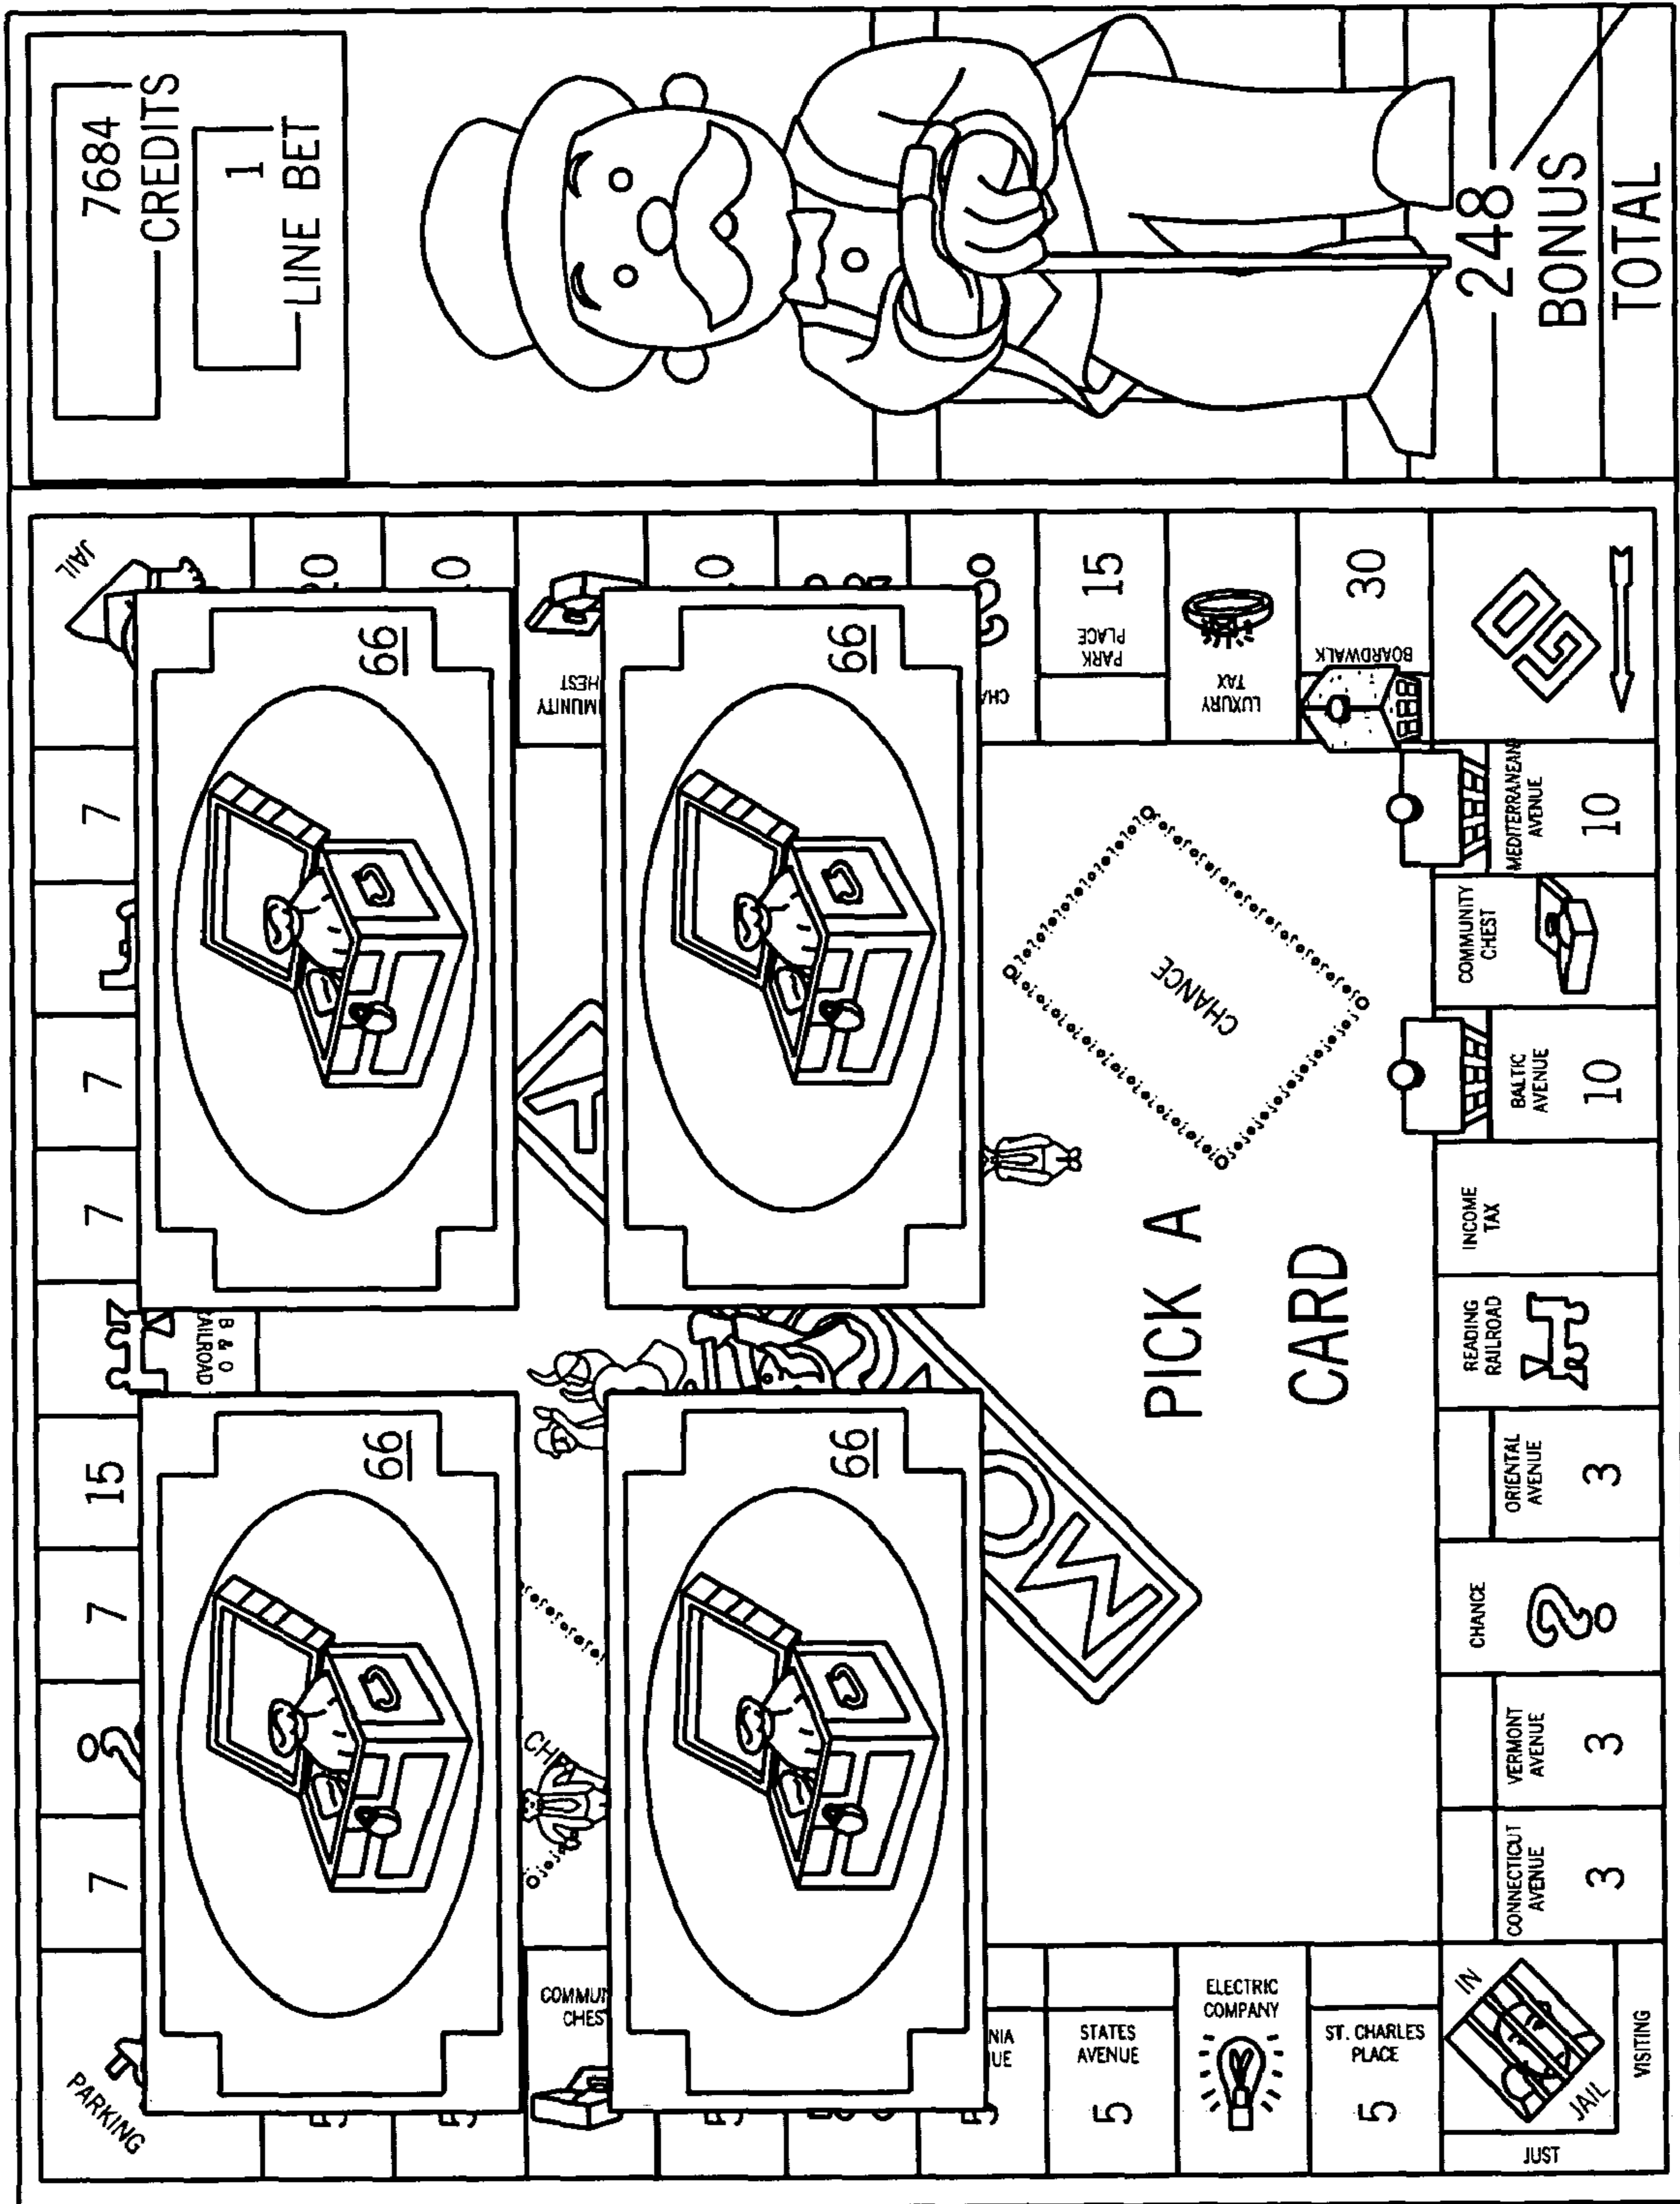 7684
CREDITS
1
LINE BET
248
BONUS
TOTAL
JAIL
7
7
7
15
7
7
PARKING
B & O
66
66
66
66
PARK
PLACE
15
LUXURY
TAX
BOARDWALK
30
GO
MEDITERRANEAN
AVENUE
10
COMMUNITY
CHEST
BALTIC
AVENUE
10
INCOME
TAX
READING
RAILROAD
ORIENTAL
AVENUE
3
CHANCE
VERMONT
AVENUE
3
CONNECTICUT
AVENUE
3
IN
JAIL
JUST
VISITING
ST. CHARLES
PLACE
5
ELECTRIC
COMPANY
STATES
AVENUE
5
CHANCE
PICK A
CARD